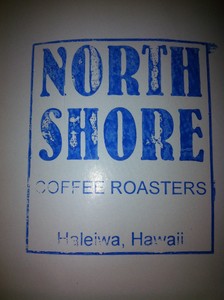 NORTH
SHORE
COFFEE ROASTERS
Haleiwa, Hawaii